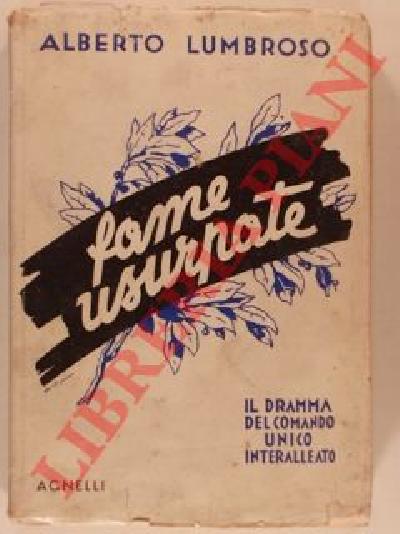 ALBERTO LUMBROSO
fame
usurpate
IL DRAMMA
DEL COMANDO
UNICO
INTERALLEATO
AGNELLI
LIBRERIA PIANI